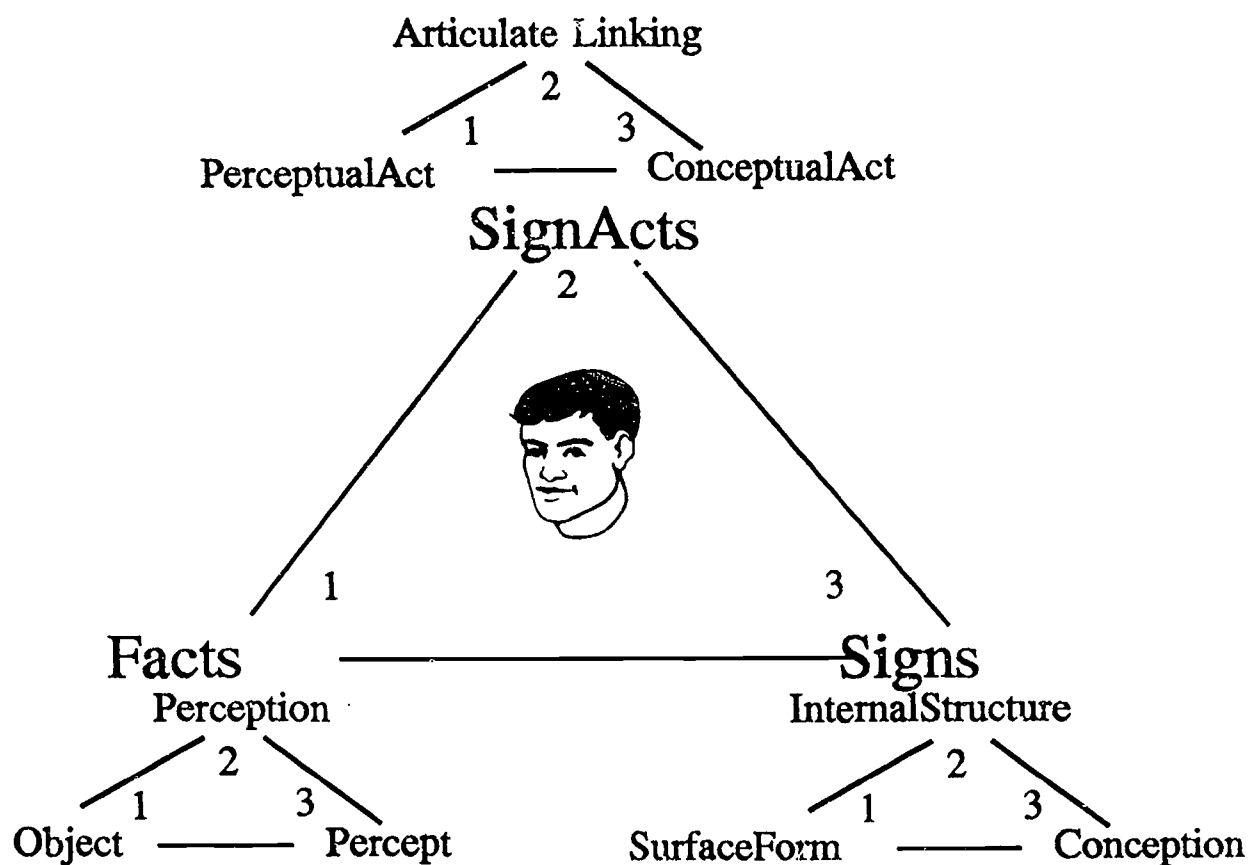 Articulate Linking
2
1 3
PerceptualAct ConceptualAct
SignActs
2
1 3
Facts Signs
Perception InternalStructure
2 2
1 3 1 3
Object Percept SurfaceForm Conception